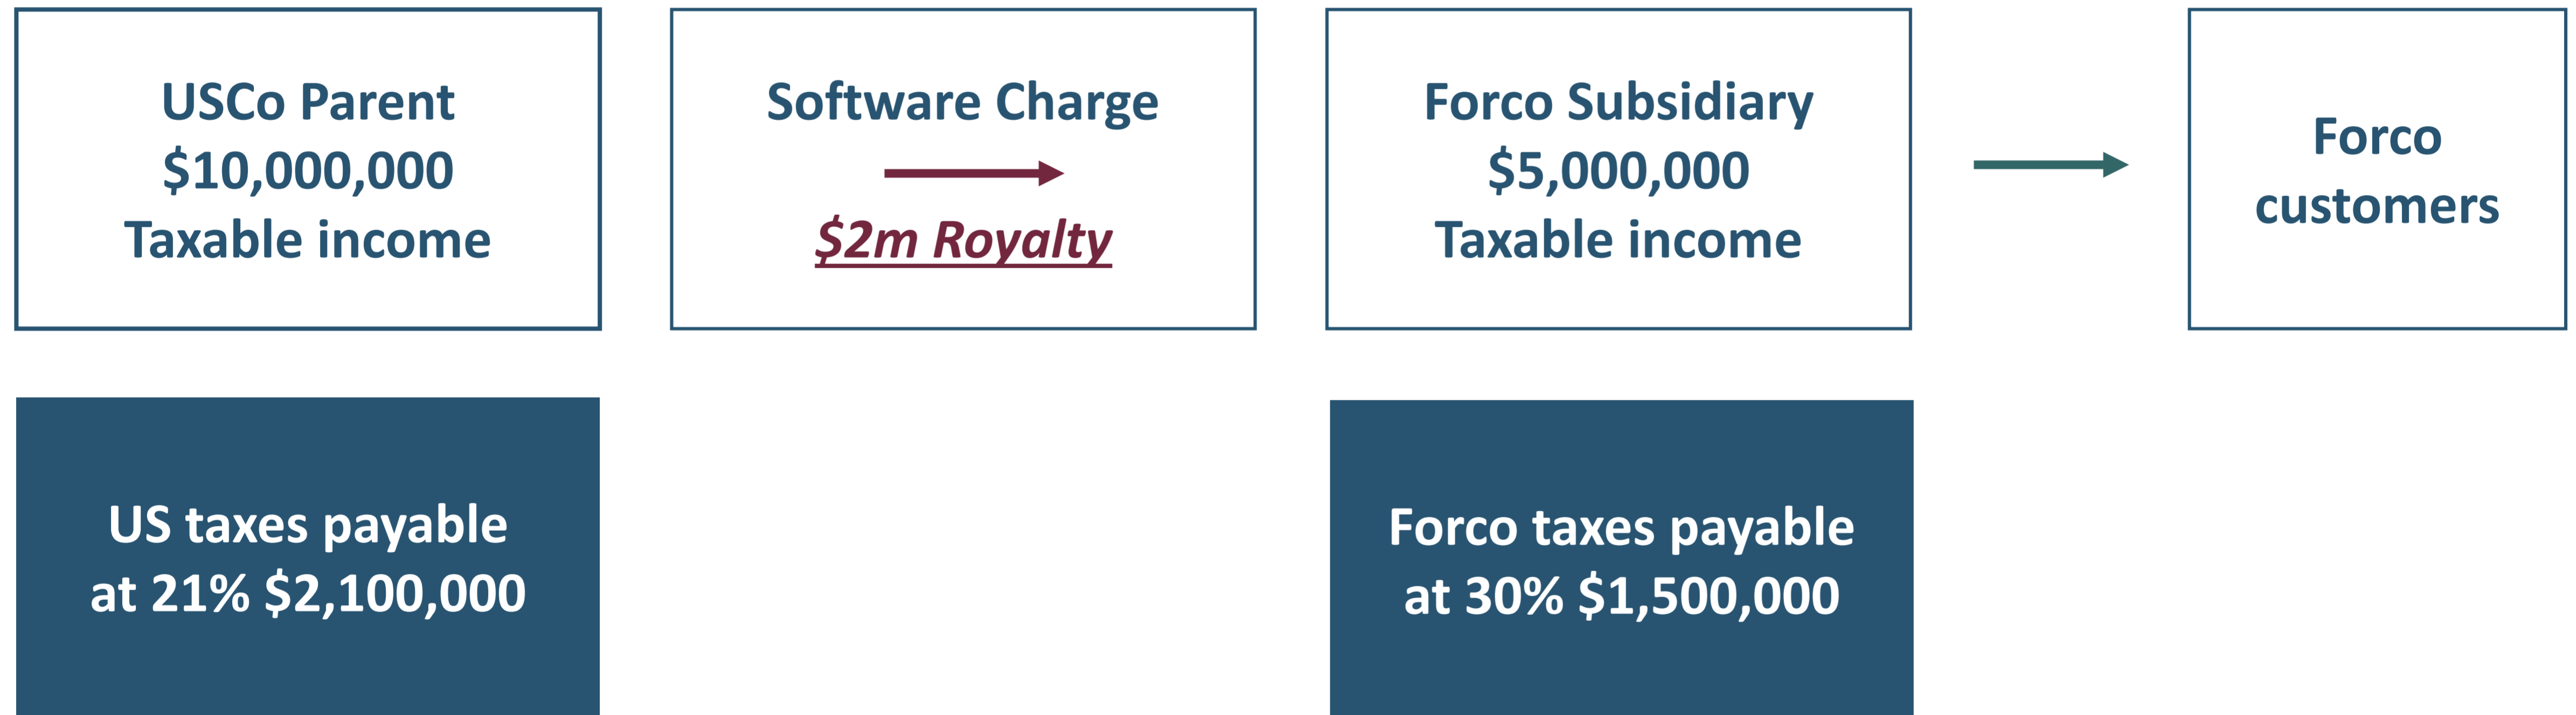 USCo Parent
$10,000,000
Taxable income
Software Charge
$2m Royalty
Forco Subsidiary
$5,000,000
Taxable income
Forco
customers
US taxes payable
at 21% $2,100,000
Forco taxes payable
at 30% $1,500,000